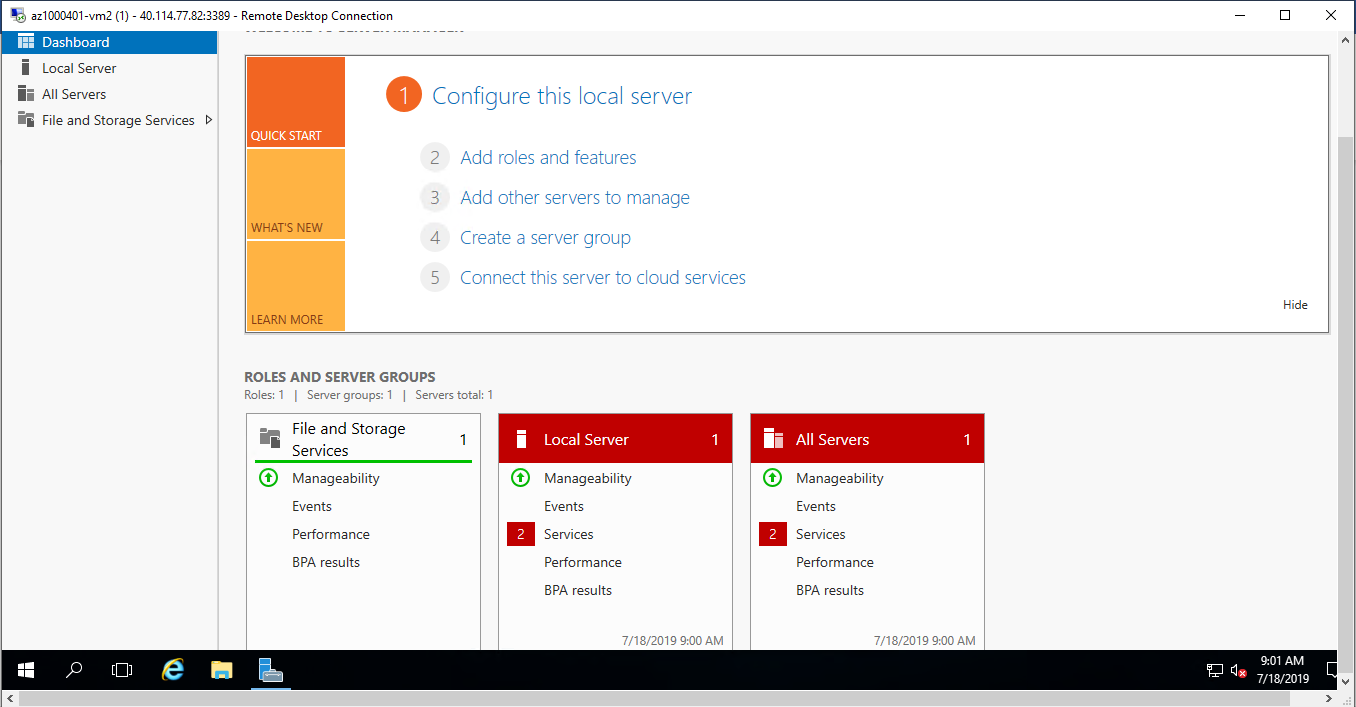 az1000401-vm2 (1) - 40.114.77.82:3389 - Remote Desktop Connection
WELCOME TO SERVER MANAGER
Dashboard
Local Server
All Servers
File and Storage Services
QUICK START
WHAT'S NEW
LEARN MORE
1 Configure this local server
2 Add roles and features
3 Add other servers to manage
4 Create a server group
5 Connect this server to cloud services
Hide
ROLES AND SERVER GROUPS
Roles: 1 | Server groups: 1 | Servers total: 1
File and Storage
Services 1
Manageability
Events
Performance
BPA results
Local Server 1
Manageability
Events
2 Services
Performance
BPA results
7/18/2019 9:00 AM
All Servers 1
Manageability
Events
2 Services
Performance
BPA results
7/18/2019 9:00 AM
9:01 AM
7/18/2019